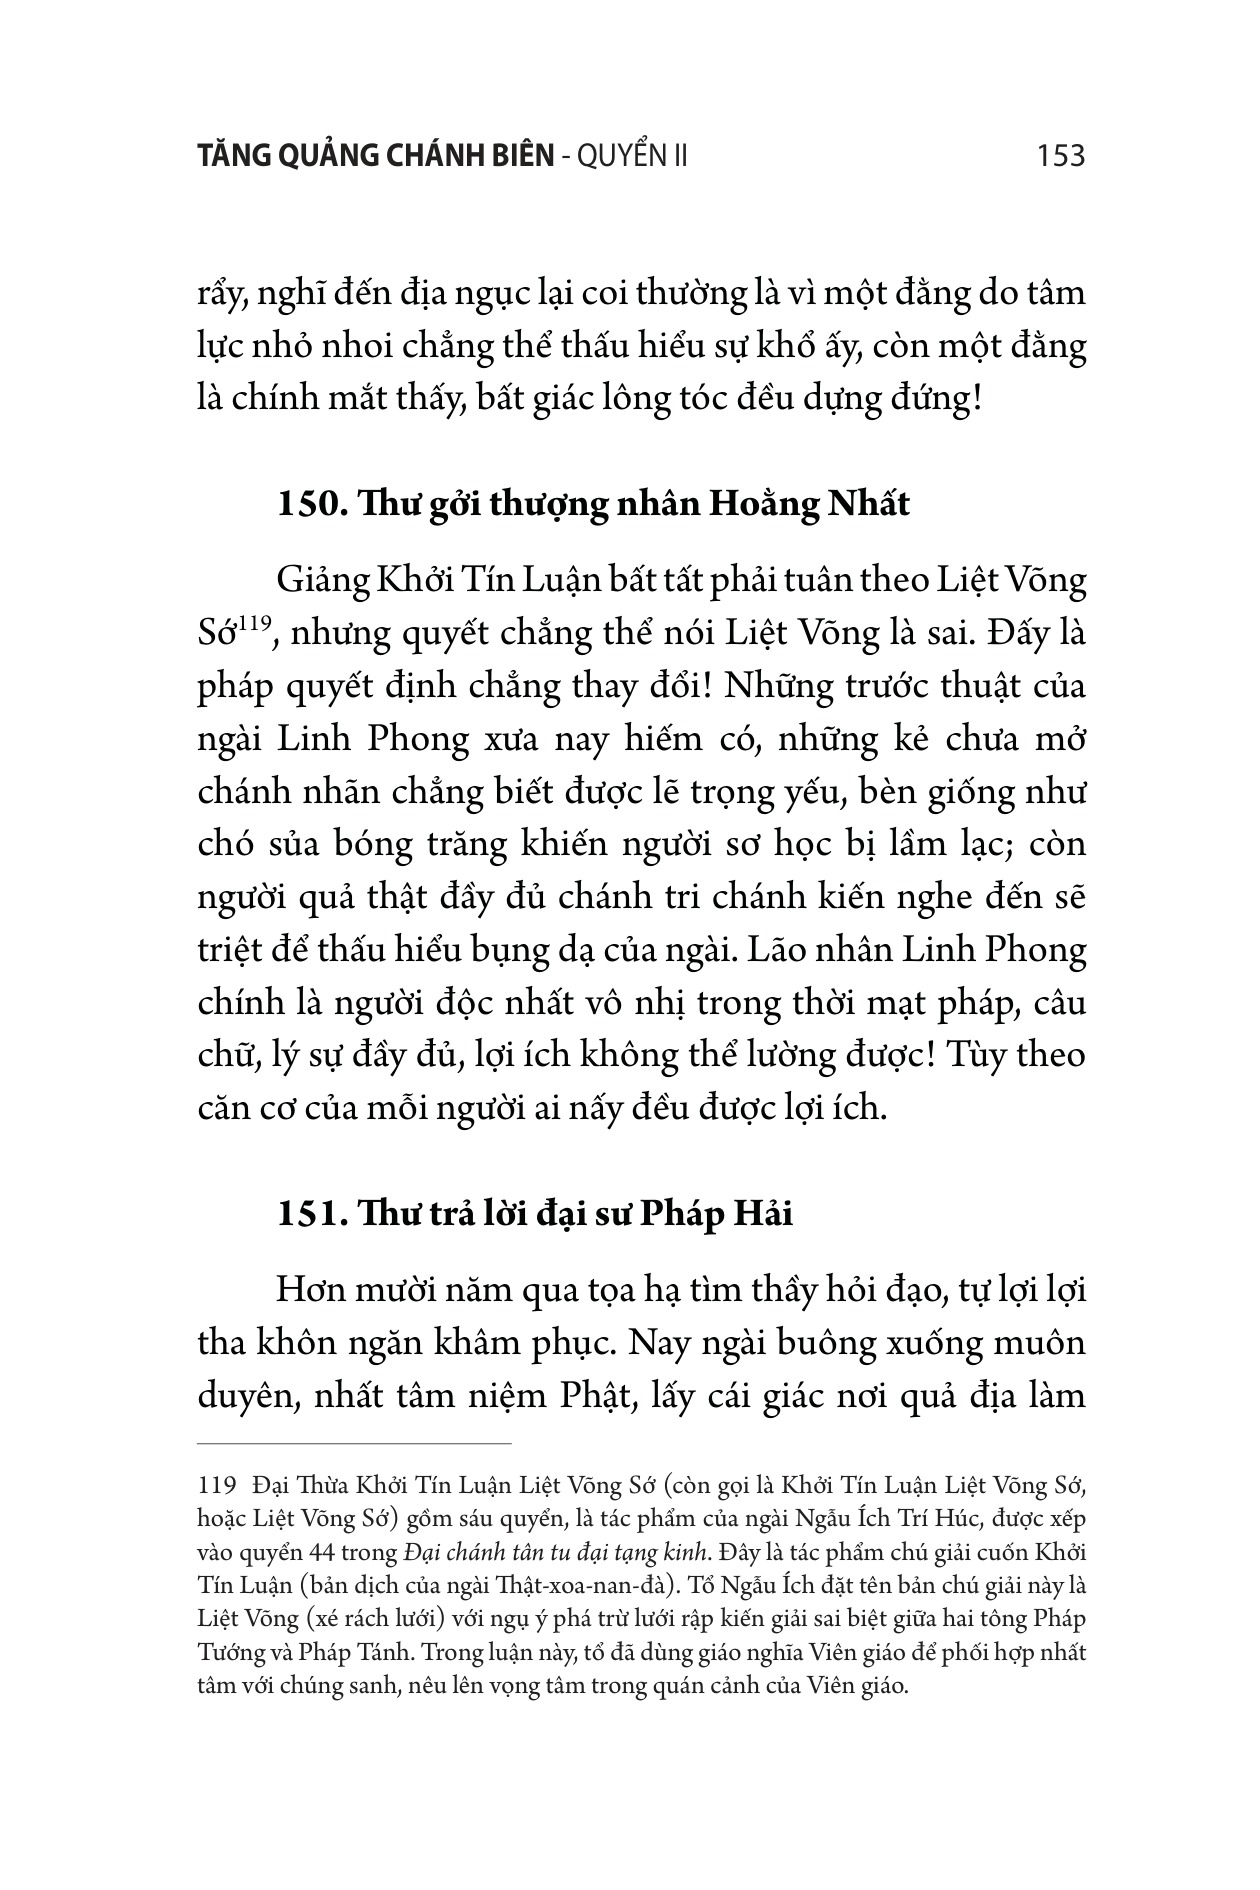 TĂNG QUẢNG CHÁNH BIÊN - QUYỂN II 153
rẩy, nghĩ đến địa ngục lại coi thường là vì một đằng do tâm
lực nhỏ nhoi chẳng thể thấu hiểu sự khổ ấy, còn một đằng
là chính mắt thấy, bất giác lông tóc đều dựng đứng!
150. Thư gởi thượng nhân Hoằng Nhất
Giảng Khởi Tín Luận bất tất phải tuân theo Liệt Võng
Sớ119, nhưng quyết chẳng thể nói Liệt Võng là sai. Đấy là
pháp quyết định chẳng thay đổi! Những trước thuật của
ngài Linh Phong xưa nay hiếm có, những kẻ chưa mở
chánh nhãn chẳng biết được lẽ trọng yếu, bèn giống như
chó sủa bóng trăng khiến người sơ học bị lầm lạc; còn
người quả thật đầy đủ chánh tri chánh kiến nghe đến sẽ
triệt để thấu hiểu bụng dạ của ngài. Lão nhân Linh Phong
chính là người độc nhất vô nhị trong thời mạt pháp, câu
chữ, lý sự đầy đủ, lợi ích không thể lường được! Tùy theo
căn cơ của mỗi người ai nấy đều được lợi ích.
151. Thư trả lời đại sư Pháp Hải
Hơn mười năm qua tọa hạ tìm thầy hỏi đạo, tự lợi lợi
tha khôn ngăn khâm phục. Nay ngài buông xuống muôn
duyên, nhất tâm niệm Phật, lấy cái giác nơi quả địa làm
119 Đại Thừa Khởi Tín Luận Liệt Võng Sớ (còn gọi là Khởi Tín Luận Liệt Võng Sớ,
hoặc Liệt Võng Sớ) gồm sáu quyển, là tác phẩm của ngài Ngẫu Ích Trí Húc, được xếp
vào quyển 44 trong Đại chánh tân tu đại tạng kinh. Đây là tác phẩm chú giải cuốn Khởi
Tín Luận (bản dịch của ngài Thật-xoa-nan-đà). Tổ Ngẫu Ích đặt tên bản chú giải này là
Liệt Võng (xé rách lưới) với ngụ ý phá trừ lưới rập kiến giải sai biệt giữa hai tông Pháp
Tướng và Pháp Tánh. Trong luận này, tổ đã dùng giáo nghĩa Viên giáo để phối hợp nhất
tâm với chúng sanh, nêu lên vọng tâm trong quán cảnh của Viên giáo.